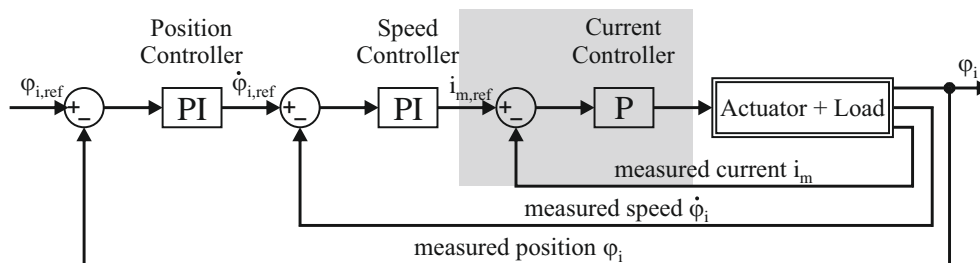 Position
Controller
Speed
Controller
Current
Controller
φi,ref
+
−
PI
φ̇i,ref
+
−
PI
im,ref
+
−
P
Actuator + Load
φi
measured current im
measured speed φ̇i
measured position φi